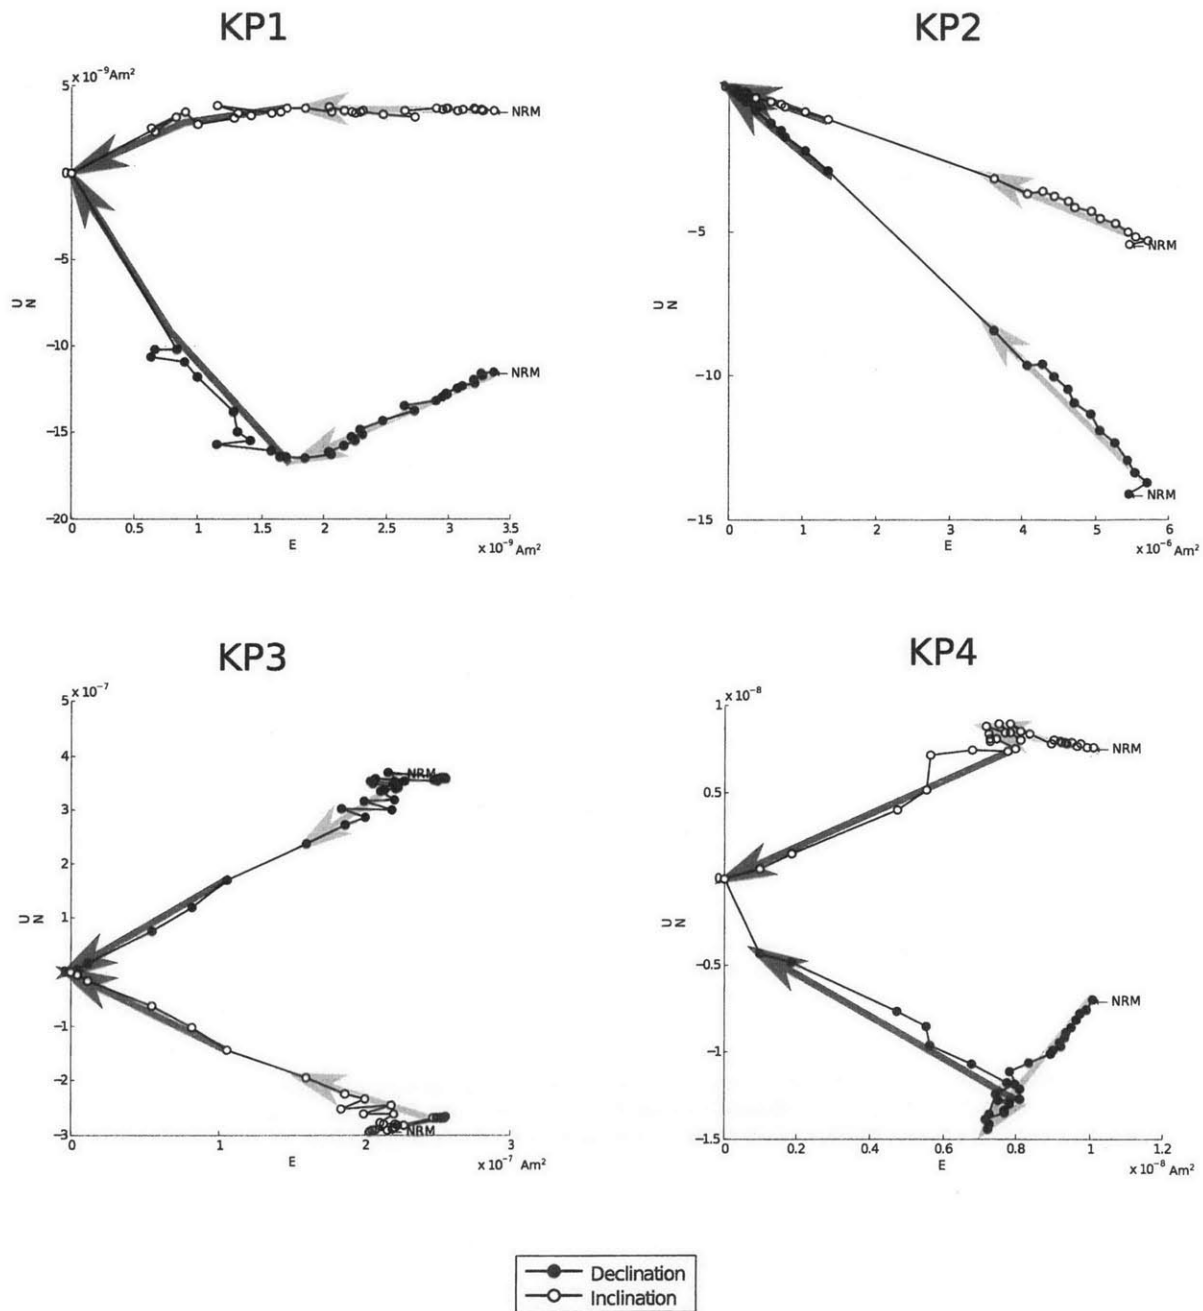 KP1
x 10⁻⁹Am²
5
NRM
0
−5
U
N
−10
NRM
−15
−20
0 0.5 1 1.5 2 2.5 3 3.5
E
x 10⁻⁹ Am²
KP2
−5
NRM
U
N
−10
NRM
−15
0 1 2 3 4 5 6
E
x 10⁻⁶ Am²
KP3
x 10⁻⁷
5
4
NRM
3
2
U
N
1
0
−1
−2
NRM
−3
1 2 3
E
x 10⁻⁷ Am²
KP4
x 10⁻⁸
1
NRM
0.5
0
U
N
−0.5
NRM
−1
−1.5
0 0.2 0.4 0.6 0.8 1 1.2
E
x 10⁻⁸ Am²
Declination
Inclination